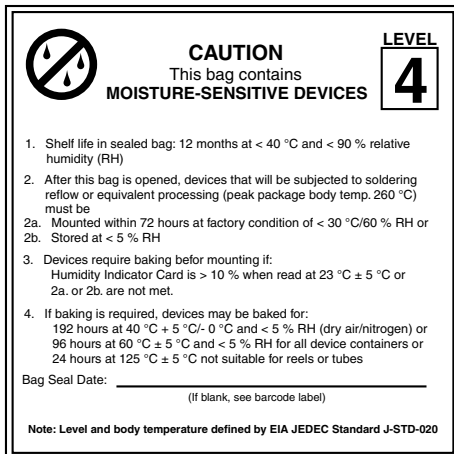 LEVEL
CAUTION
4
This bag contains
MOISTURE-SENSITIVE DEVICES
1. Shelf life in sealed bag: 12 months at < 40 °C and < 90 % relative
humidity (RH)
2. After this bag is opened, devices that will be subjected to soldering
reflow or equivalent processing (peak package body temp. 260 °C)
must be
2a. Mounted within 72 hours at factory condition of < 30 °C/60 % RH or
2b. Stored at < 5 % RH
3. Devices require baking befor mounting if:
Humidity Indicator Card is > 10 % when read at 23 °C ± 5 °C or
2a. or 2b. are not met.
4. If baking is required, devices may be baked for:
192 hours at 40 °C + 5 °C/- 0 °C and < 5 % RH (dry air/nitrogen) or
96 hours at 60 °C ± 5 °C and < 5 % RH for all device containers or
24 hours at 125 °C ± 5 °C not suitable for reels or tubes
Bag Seal Date:
(If blank, see barcode label)
Note: Level and body temperature defined by EIA JEDEC Standard J-STD-020